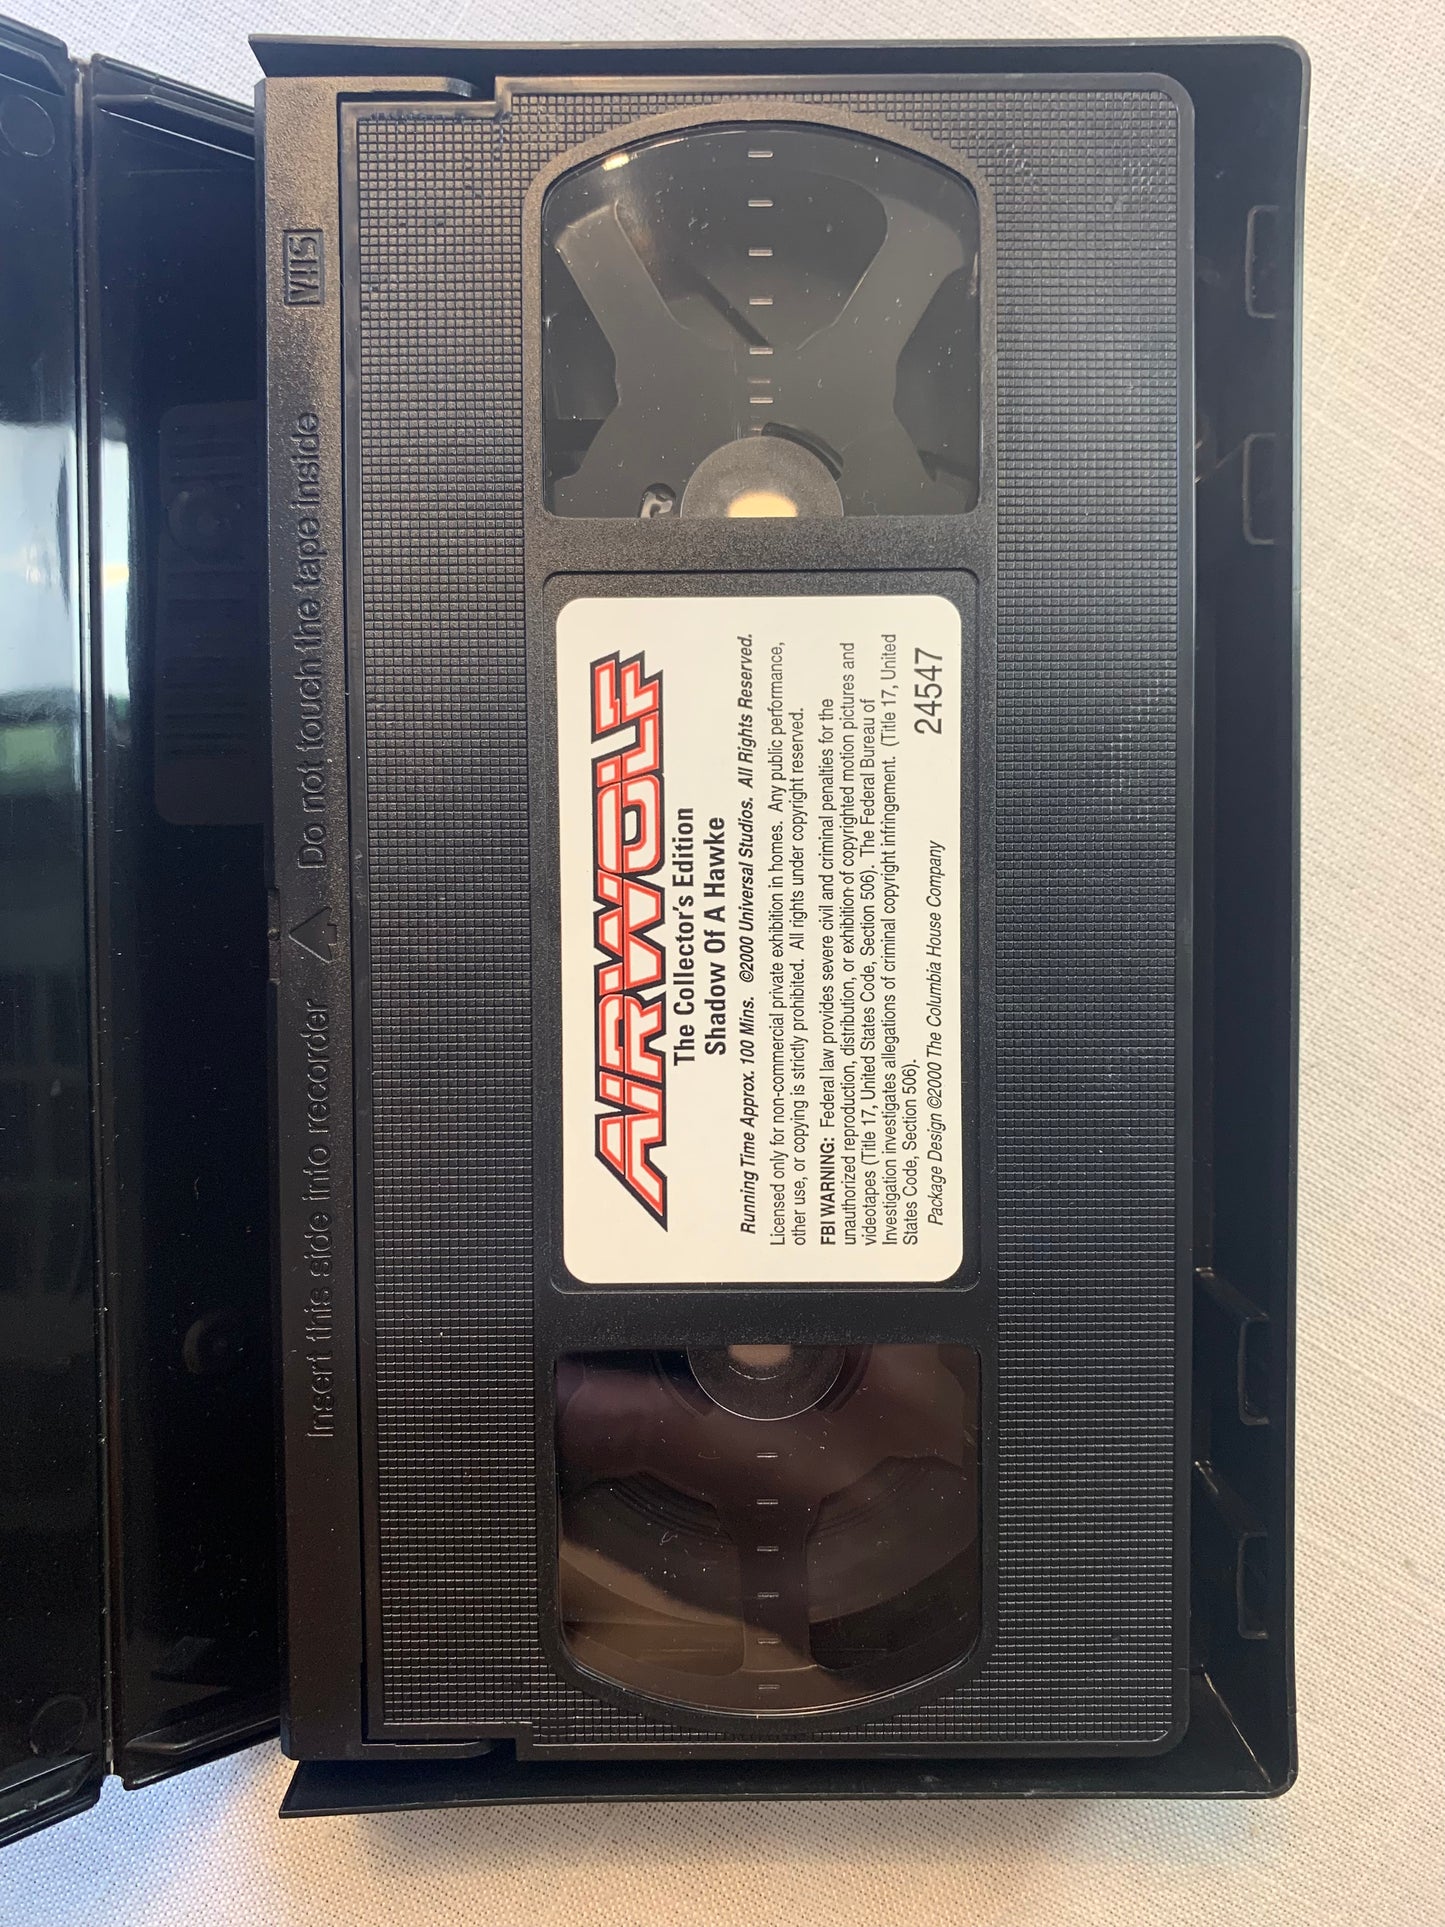 VHS
Insert this side into recorder Do not touch the tape inside
AIRWOLF
The Collector's Edition
Shadow Of A Hawke
Running Time Approx. 100 Mins. ©2000 Universal Studios. All Rights Reserved.
Licensed only for non-commercial private exhibition in homes. Any public performance,
other use, or copying is strictly prohibited. All rights under copyright reserved.
FBI WARNING: Federal law provides severe civil and criminal penalties for the
unauthorized reproduction, distribution, or exhibition of copyrighted motion pictures and
videotapes (Title 17, United States Code, Section 506). The Federal Bureau of
Investigation investigates allegations of criminal copyright infringement. (Title 17, United
States Code, Section 506).
Package Design ©2000 The Columbia House Company
24547